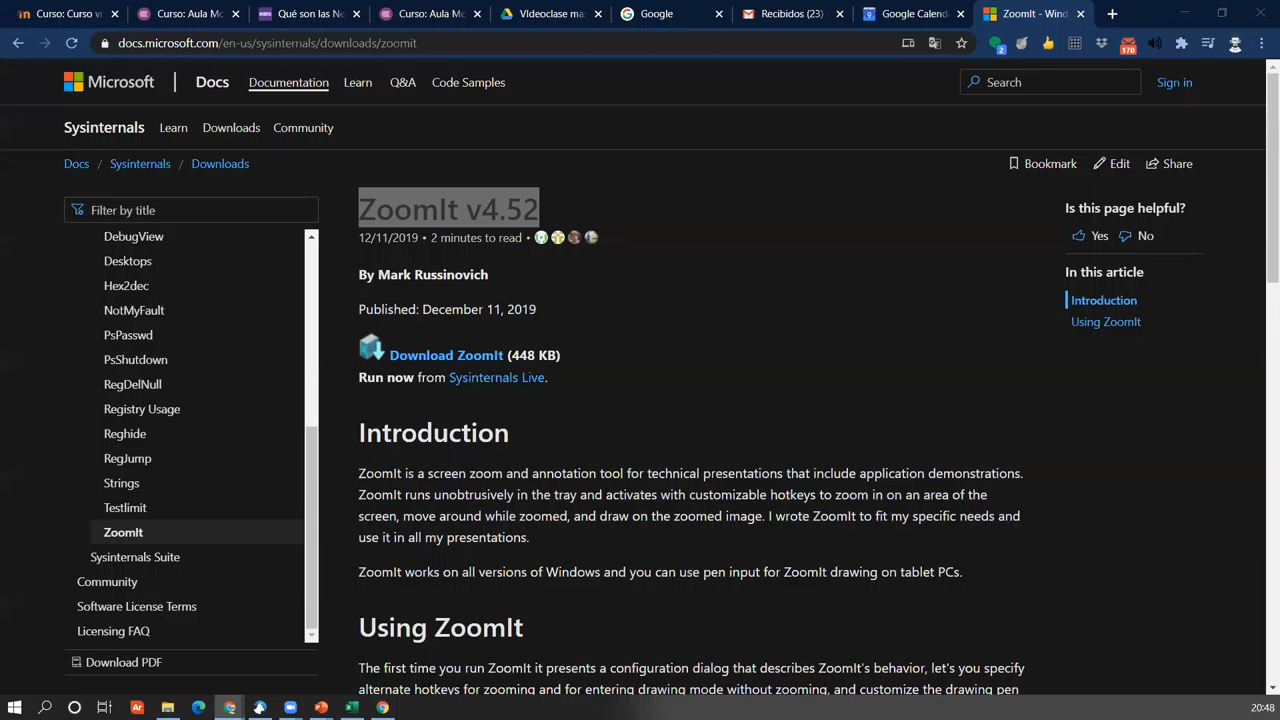 Curso: Curso vi
Curso: Aula Mo
Qué son las Ne
Curso: Aula Mo
VIdeoclase mas
Google
Recibidos (23)
Google Calend
ZoomIt - Wind
docs.microsoft.com/en-us/sysinternals/downloads/zoomit
2
170
Microsoft
Docs
Documentation
Learn
Q&A
Code Samples
Search
Sign in
Sysinternals
Learn
Downloads
Community
Docs / Sysinternals / Downloads
Bookmark
Edit
Share
Filter by title
DebugView
Desktops
Hex2dec
NotMyFault
PsPasswd
PsShutdown
RegDelNull
Registry Usage
Reghide
RegJump
Strings
Testlimit
ZoomIt
Sysinternals Suite
Community
Software License Terms
Licensing FAQ
Download PDF
ZoomIt v4.52
12/11/2019 • 2 minutes to read •
By Mark Russinovich
Published: December 11, 2019
Download ZoomIt (448 KB)
Run now from Sysinternals Live.
Introduction
ZoomIt is a screen zoom and annotation tool for technical presentations that include application demonstrations.
ZoomIt runs unobtrusively in the tray and activates with customizable hotkeys to zoom in on an area of the
screen, move around while zoomed, and draw on the zoomed image. I wrote ZoomIt to fit my specific needs and
use it in all my presentations.
ZoomIt works on all versions of Windows and you can use pen input for ZoomIt drawing on tablet PCs.
Using ZoomIt
The first time you run ZoomIt it presents a configuration dialog that describes ZoomIt's behavior, let's you specify
alternate hotkeys for zooming and for entering drawing mode without zooming, and customize the drawing pen
Is this page helpful?
Yes
No
In this article
Introduction
Using ZoomIt
Ar
20:48